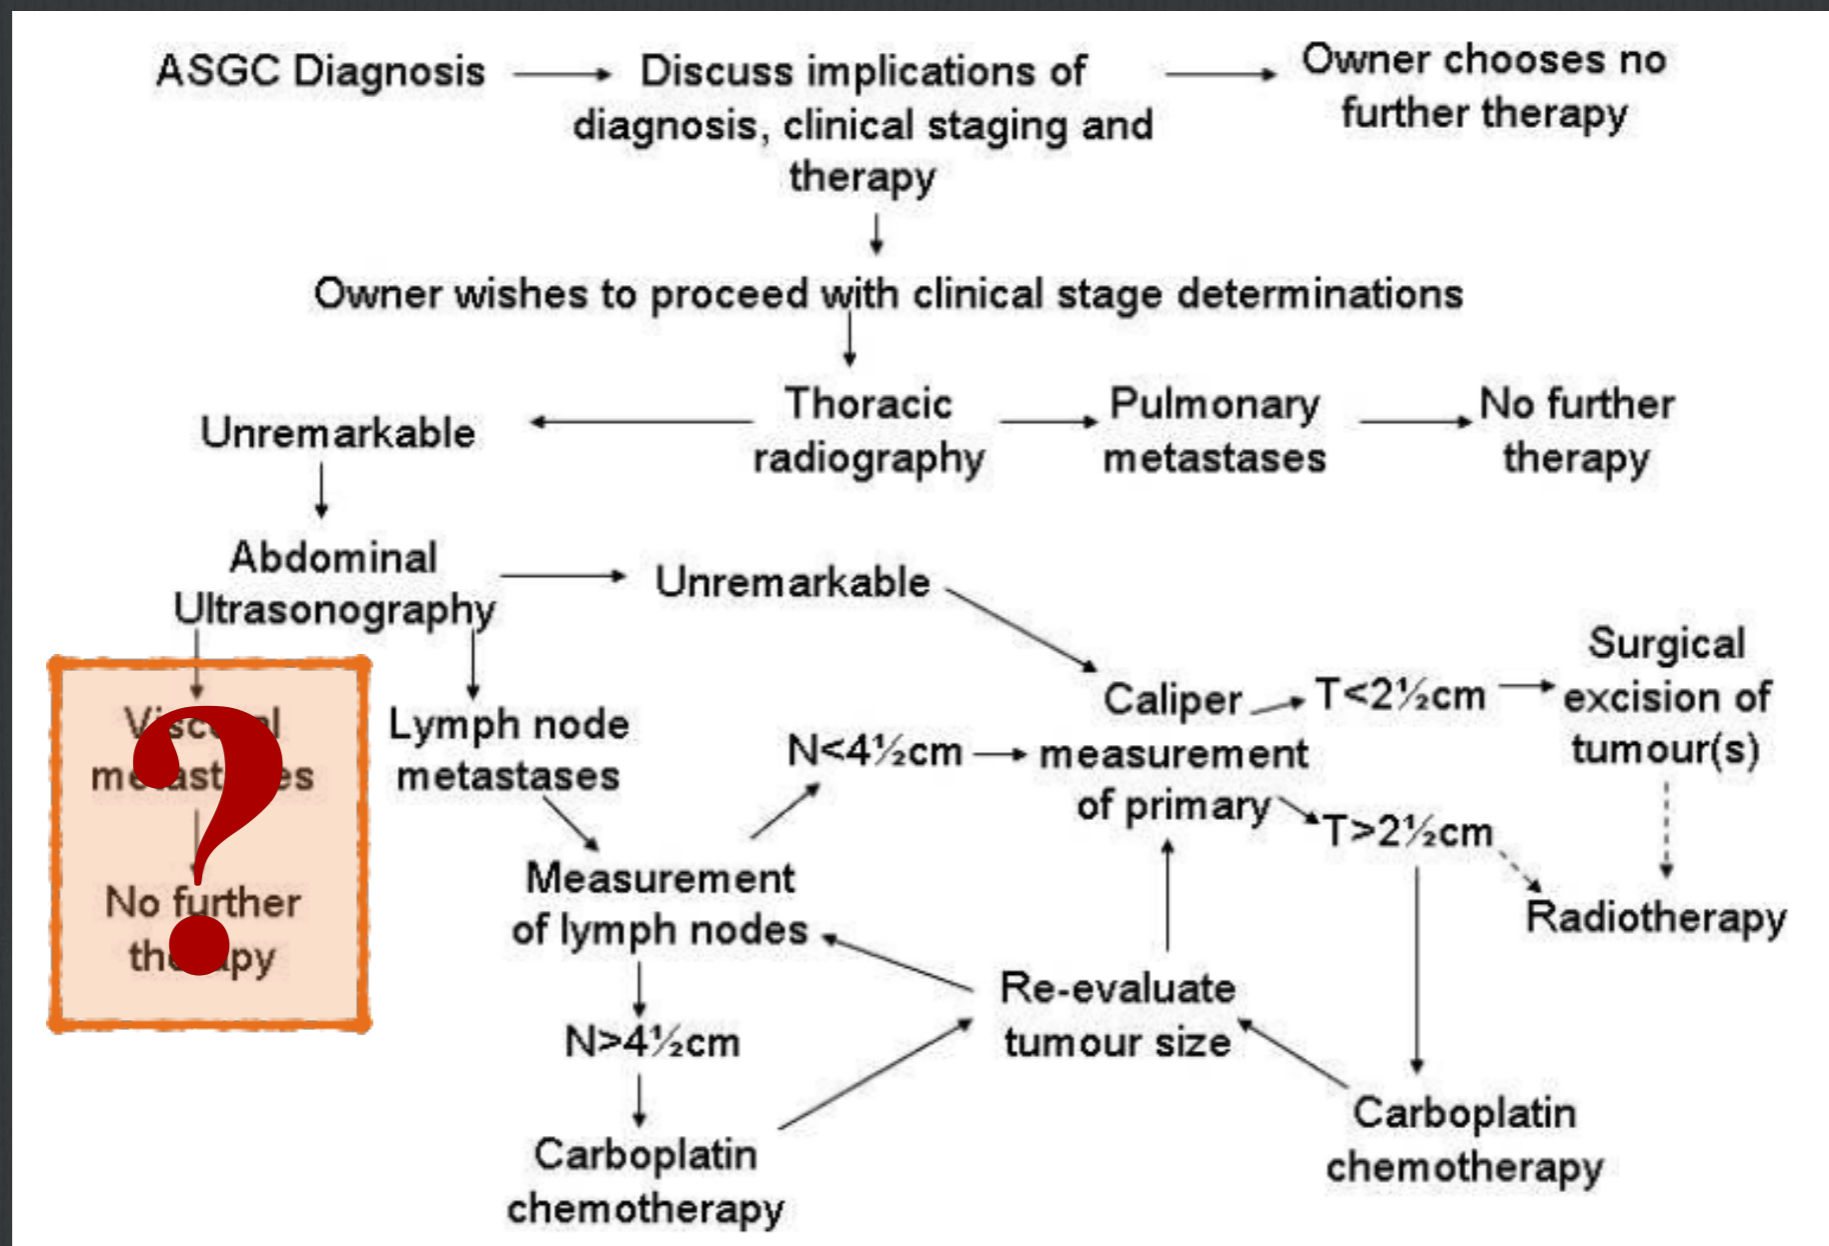 ASGC Diagnosis
Discuss implications of
diagnosis, clinical staging and
therapy
Owner chooses no
further therapy
Owner wishes to proceed with clinical stage determinations
Unremarkable
Thoracic
radiography
Pulmonary
metastases
No further
therapy
Abdominal
Ultrasonography
Unremarkable
Lymph node
metastases
No further
?
N<4½cm
Caliper
measurement
of primary
T<2½cm
Surgical
excision of
tumour(s)
T>2½cm
Radiotherapy
Measurement
of lymph nodes
N>4½cm
Re-evaluate
tumour size
Carboplatin
chemotherapy
Carboplatin
chemotherapy